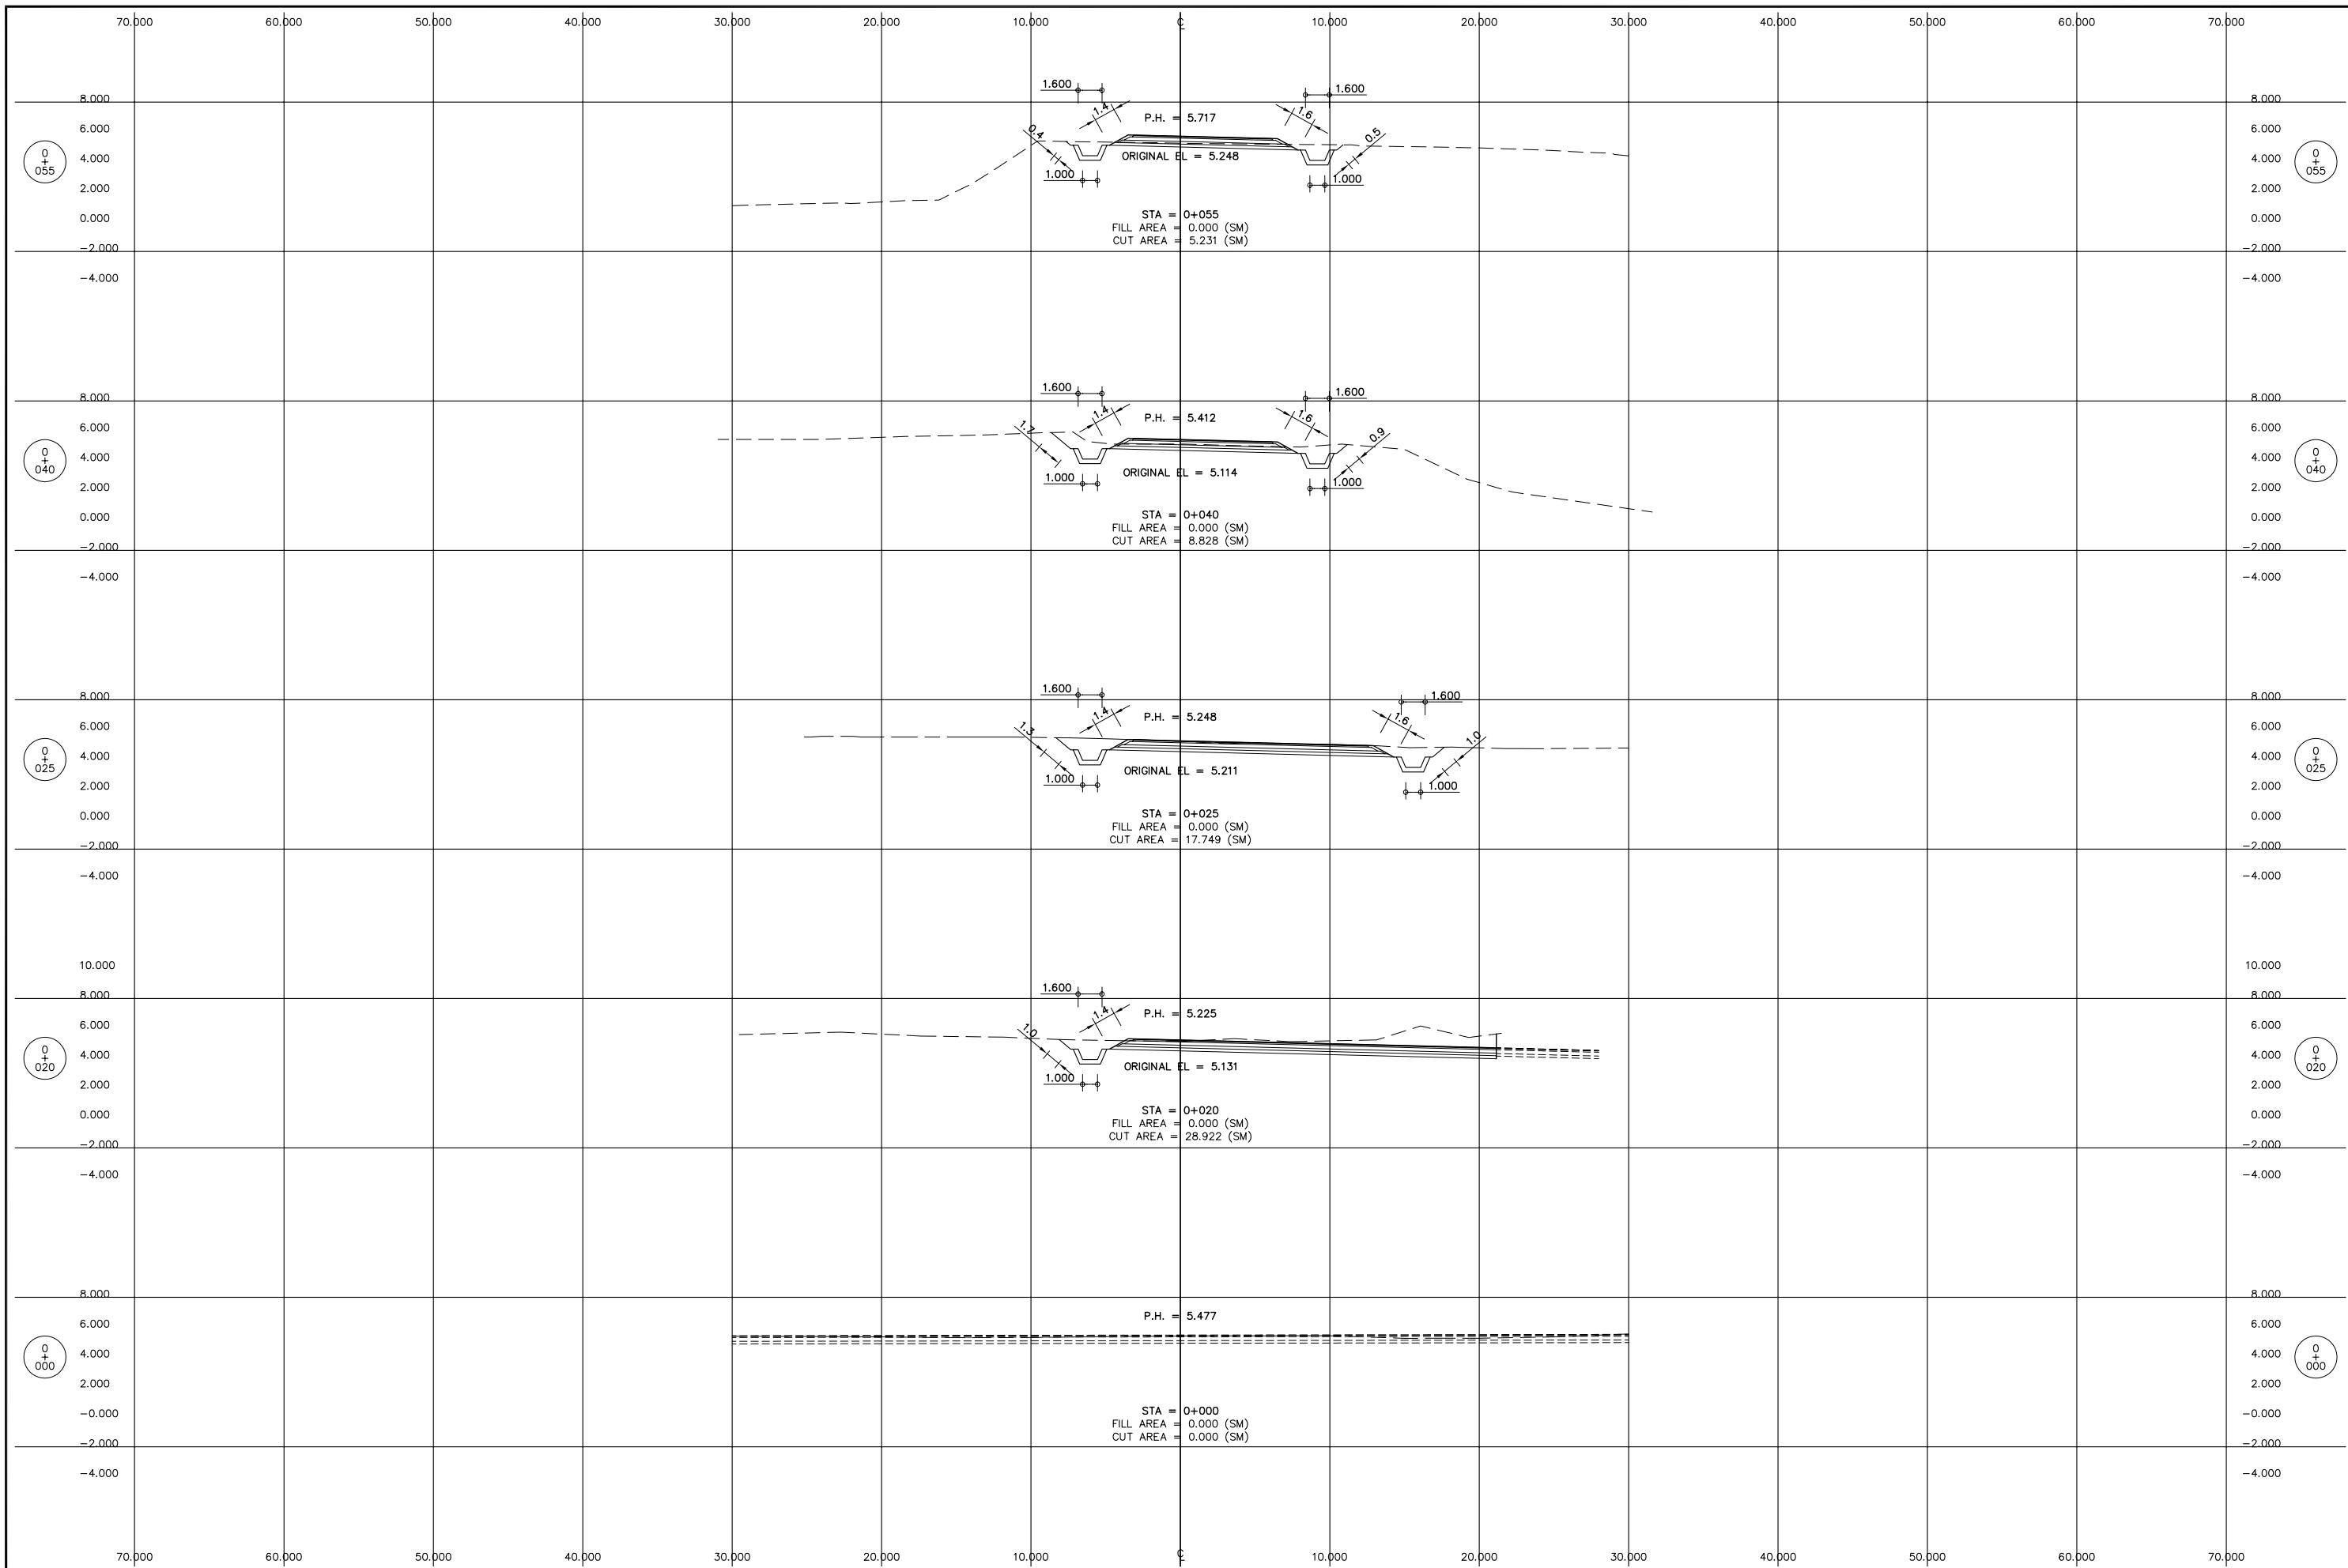 70.000 60.000 50.000 40.000 30.000 20.000 10.000 ℄ 10.000 20.000 30.000 40.000 50.000 60.000 70.000
1.600 1.600
8.000 8.000
1.4 1.6
P.H. = 5.717
6.000 0.4 0.5 6.000
0
+
055
4.000 ORIGINAL EL = 5.248 4.000
0
+
055
1.000 1.000
2.000 2.000
0.000 STA = 0+055 0.000
FILL AREA = 0.000 (SM)
CUT AREA = 5.231 (SM)
-2.000 -2.000
-4.000 -4.000
1.600 1.600
8.000 8.000
1.4 1.6
P.H. = 5.412
6.000 1.7 0.9 6.000
0
+
040
4.000 4.000
0
+
040
ORIGINAL EL = 5.114
1.000 1.000
2.000 2.000
0.000 STA = 0+040 0.000
FILL AREA = 0.000 (SM)
CUT AREA = 8.828 (SM)
-2.000 -2.000
-4.000 -4.000
1.600 1.600
8.000 8.000
1.4 P.H. = 5.248 1.6
6.000 1.3 1.0 6.000
0
+
025
4.000 4.000
0
+
025
ORIGINAL EL = 5.211
1.000 1.000
2.000 2.000
0.000 STA = 0+025 0.000
FILL AREA = 0.000 (SM)
CUT AREA = 17.749 (SM)
-2.000 -2.000
-4.000 -4.000
10.000 10.000
1.600
8.000 8.000
1.4 P.H. = 5.225
6.000 1.0 6.000
0
+
020
4.000 4.000
0
+
020
ORIGINAL EL = 5.131
1.000
2.000 2.000
0.000 STA = 0+020 0.000
FILL AREA = 0.000 (SM)
CUT AREA = 28.922 (SM)
-2.000 -2.000
-4.000 -4.000
8.000 8.000
P.H. = 5.477
6.000 6.000
0
+
000
4.000 4.000
0
+
000
2.000 2.000
-0.000 STA = 0+000 -0.000
FILL AREA = 0.000 (SM)
CUT AREA = 0.000 (SM)
-2.000 -2.000
-4.000 -4.000
70.000 60.000 50.000 40.000 30.000 20.000 10.000 ℄ 10.000 20.000 30.000 40.000 50.000 60.000 70.000